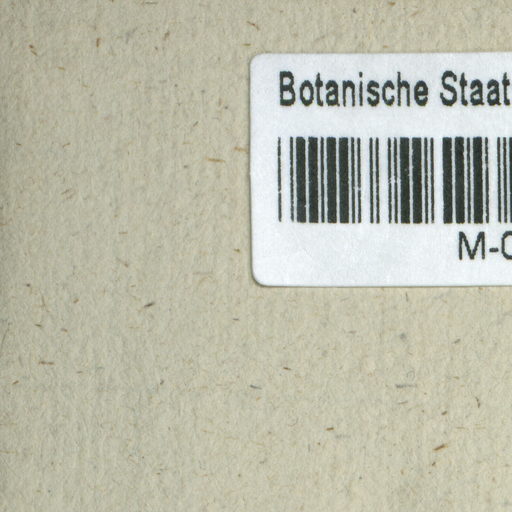 Botanische Staat
M-